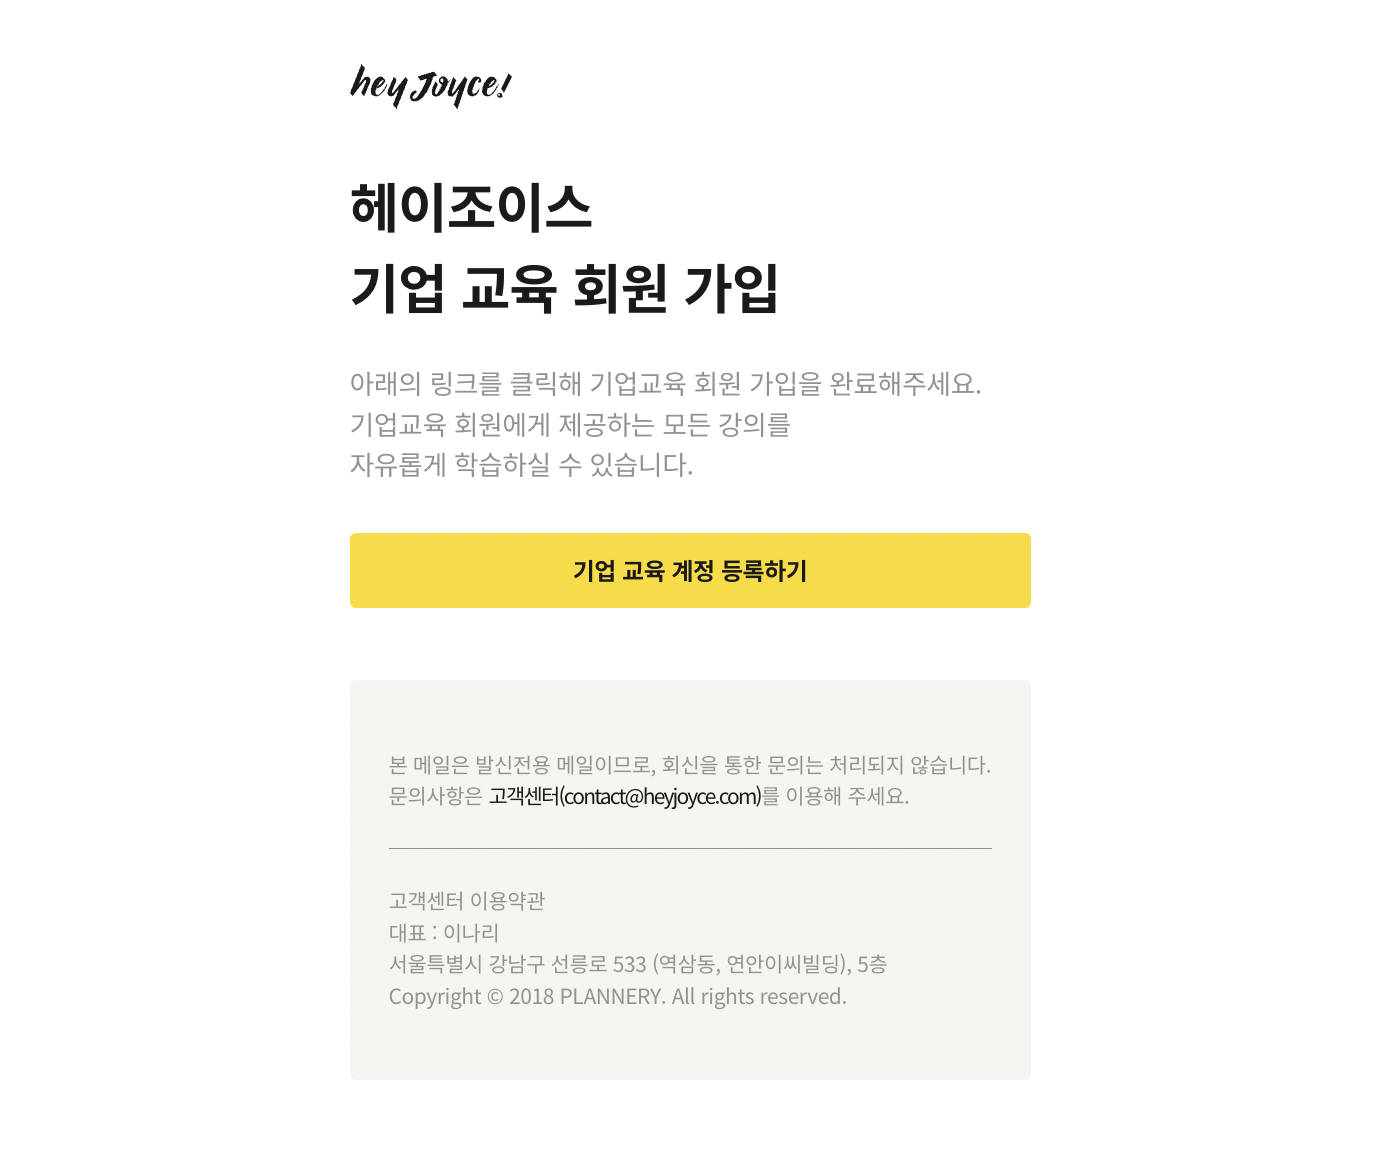 hey Joyce!
헤이조이스
기업 교육 회원 가입
아래의 링크를 클릭해 기업교육 회원 가입을 완료해주세요.
기업교육 회원에게 제공하는 모든 강의를
자유롭게 학습하실 수 있습니다.
기업 교육 계정 등록하기
본 메일은 발신전용 메일이므로, 회신을 통한 문의는 처리되지 않습니다.
문의사항은 고객센터(contact@heyjoyce.com)를 이용해 주세요.
고객센터 이용약관
대표 : 이나리
서울특별시 강남구 선릉로 533 (역삼동, 연안이씨빌딩), 5층
Copyright © 2018 PLANNERY. All rights reserved.